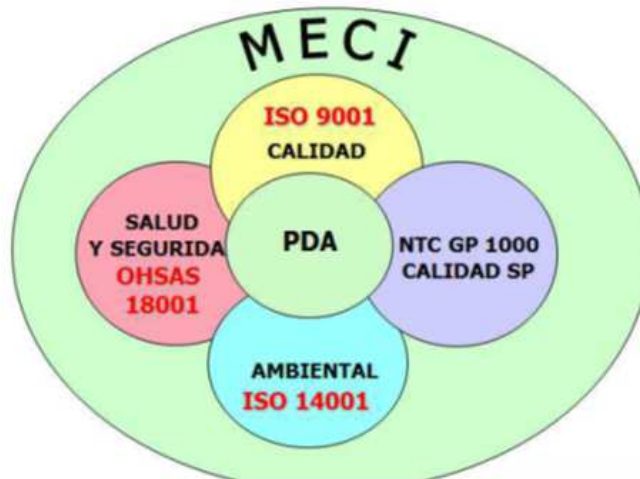 MECI
ISO 9001
CALIDAD
SALUD
Y SEGURIDA
OHSAS
18001
PDA
NTC GP 1000
CALIDAD SP
AMBIENTAL
ISO 14001